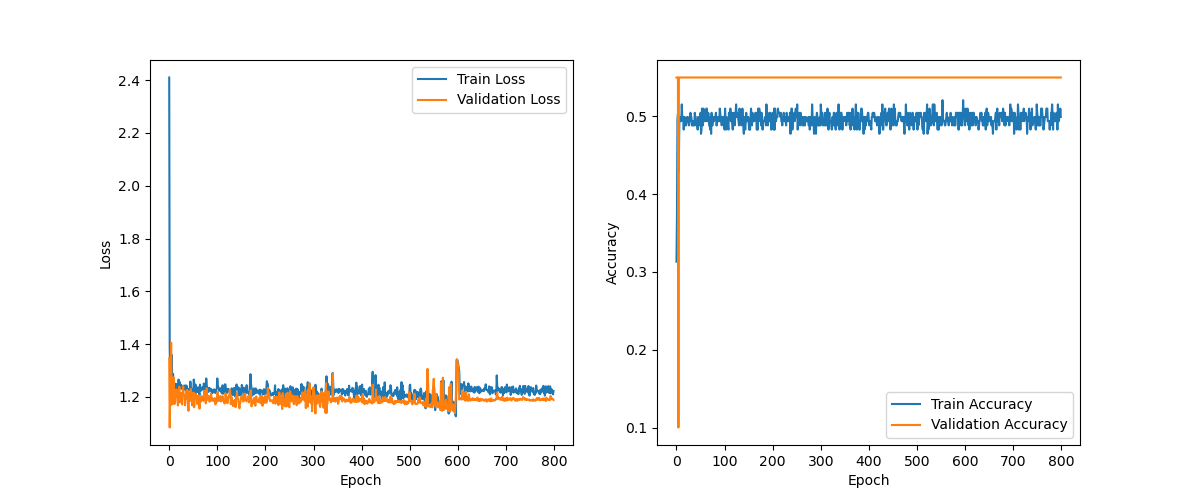 2.4
2.2
2.0
1.8
1.6
1.4
1.2
Loss
0 100 200 300 400 500 600 700 800
Epoch
Train Loss
Validation Loss
0.5
0.4
0.3
0.2
0.1
Accuracy
0 100 200 300 400 500 600 700 800
Epoch
Train Accuracy
Validation Accuracy